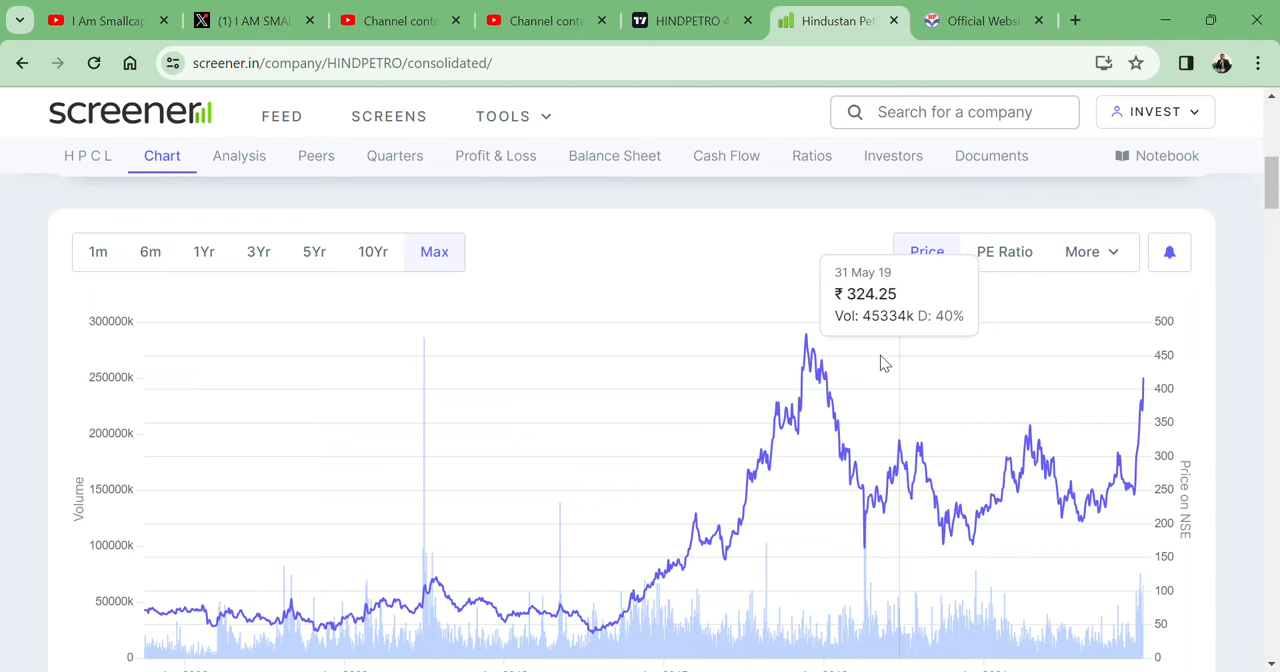 I Am Smallcap
(1) I AM SMAL
Channel conte
Channel conte
HINDPETRO 4
Hindustan Pet
Official Websi
screener.in/company/HINDPETRO/consolidated/
screener
FEED
SCREENS
TOOLS
Search for a company
INVEST
HPCL
Chart
Analysis
Peers
Quarters
Profit & Loss
Balance Sheet
Cash Flow
Ratios
Investors
Documents
Notebook
1m
6m
1Yr
3Yr
5Yr
10Yr
Max
Price
PE Ratio
More
31 May 19
₹ 324.25
Vol: 45334k D: 40%
300000k
250000k
200000k
150000k
100000k
50000k
0
Volume
500
450
400
350
300
250
200
150
100
50
0
Price on NSE